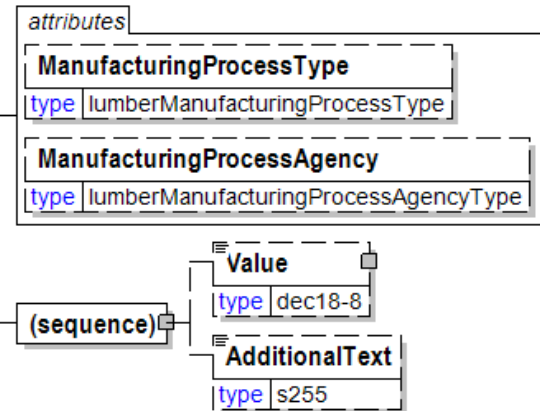 attributes
ManufacturingProcessType
type lumberManufacturingProcessType
ManufacturingProcessAgency
type lumberManufacturingProcessAgencyType
Value
type dec18-8
(sequence)
AdditionalText
type s255